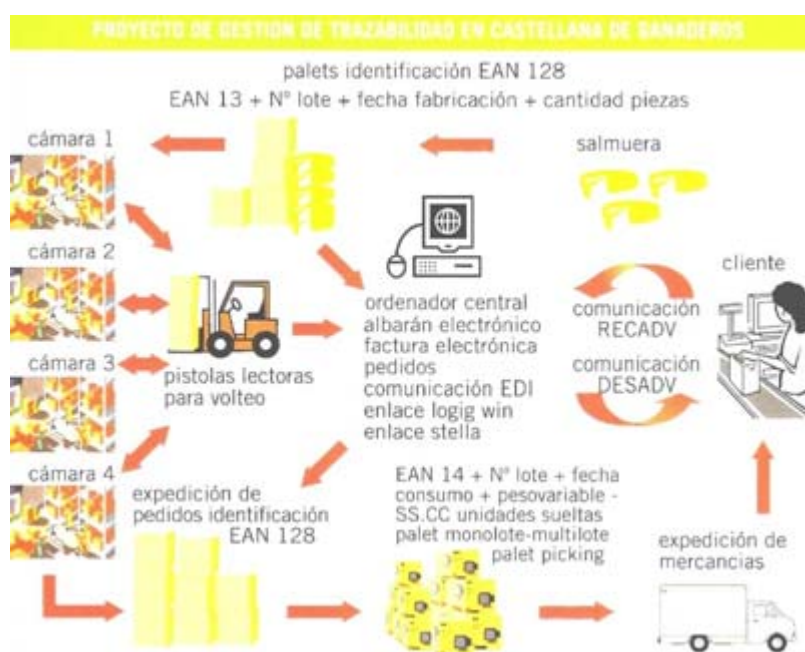 PROYECTO DE GESTION DE TRAZABILIDAD EN CASTELLANA DE GANADEROS
palets identificación EAN 128
EAN 13 + Nº lote + fecha fabricación + cantidad piezas
cámara 1
salmuera
cámara 2
cliente
ordenador central
albarán electrónico
factura electrónica
pedidos
comunicación EDI
enlace logig win
enlace stella
comunicación
RECADV
comunicación
DESADV
cámara 3
pistolas lectoras
para volteo
cámara 4
expedición de
pedidos identificación
EAN 128
EAN 14 + Nº lote + fecha
consumo + pesovariable -
SS.CC unidades sueltas
palet monolote-multilote
palet picking
expedición de
mercancias